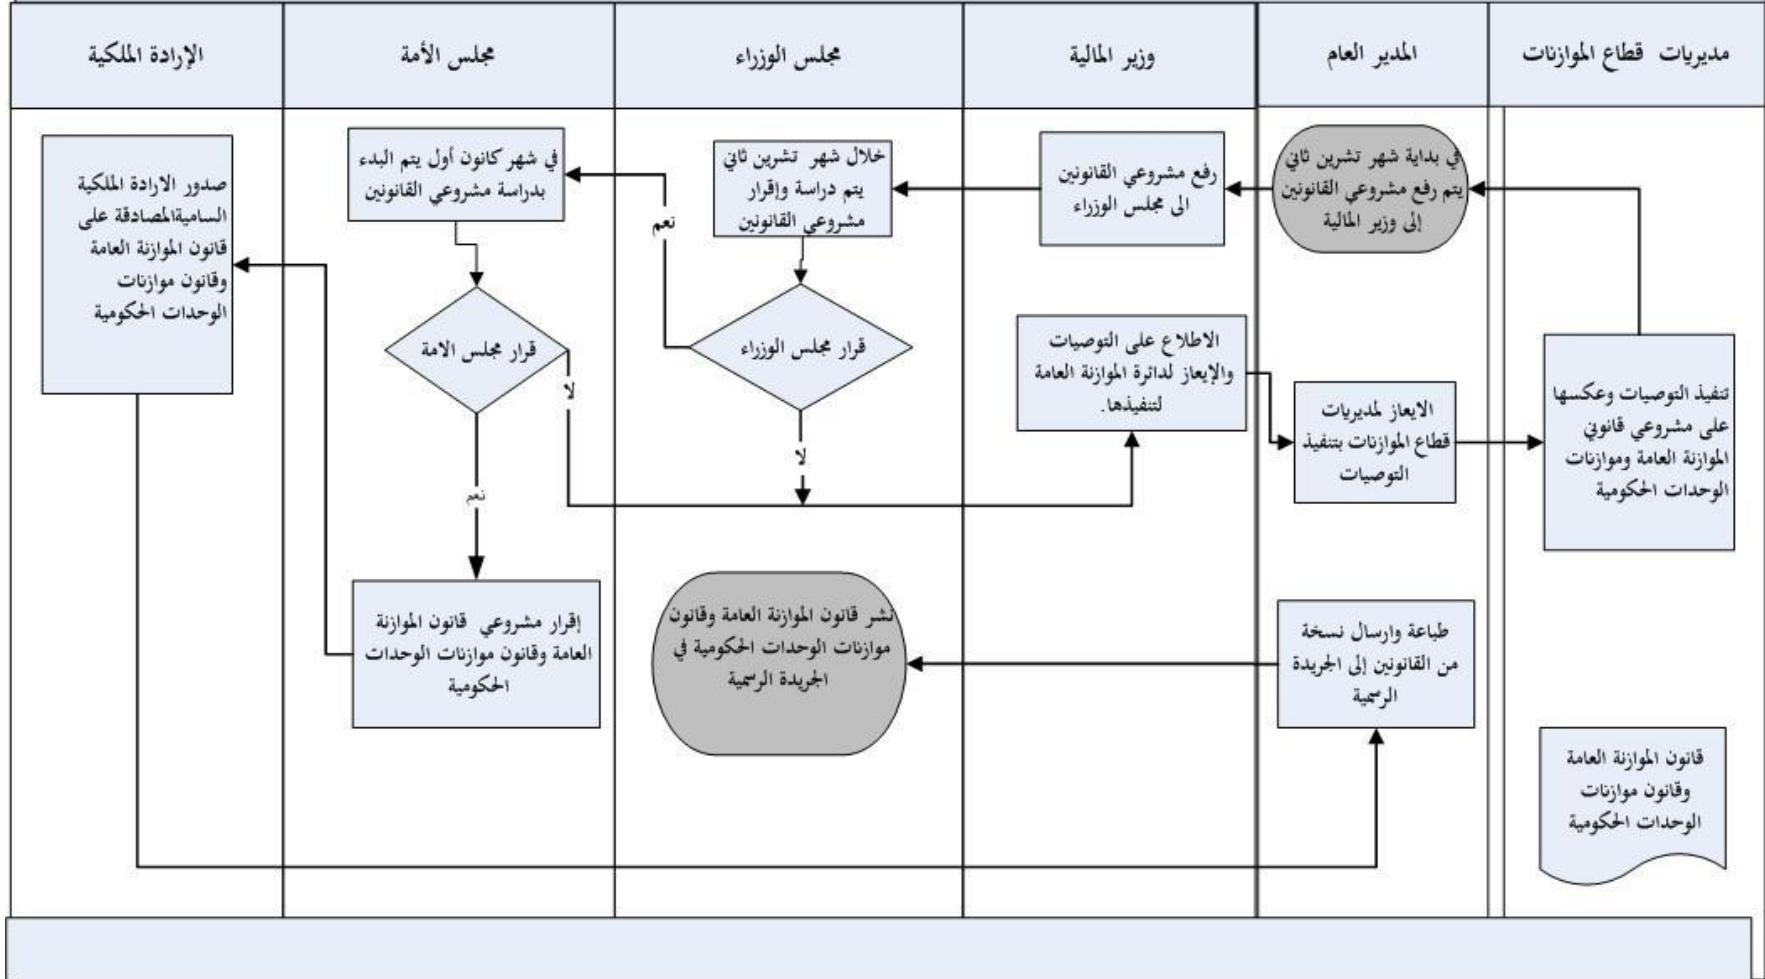 مديريات قطاع الموازنات
المدير العام
وزير المالية
مجلس الوزراء
مجلس الأمة
الإرادة الملكية
في بداية شهر تشرين ثاني
يتم رفع مشروعي القانونين
إلى وزير المالية
رفع مشروعي القانونين
الى مجلس الوزراء
خلال شهر تشرين ثاني
يتم دراسة وإقرار
مشروعي القانونين
نعم
في شهر كانون أول يتم البدء
بدراسة مشروعي القانونين
صدور الارادة الملكية
الساميةالمصادقة على
قانون الموازنة العامة
وقانون موازنات
الوحدات الحكومية
قرار مجلس الوزراء
لا
قرار مجلس الامة
لا
نعم
الاطلاع على التوصيات
والإيعاز لدائرة الموازنة العامة
لتنفيذها.
الايعاز لمديريات
قطاع الموازنات بتنفيذ
التوصيات
تنفيذ التوصيات وعكسها
على مشروعي قانوني
الموازنة العامة وموازنات
الوحدات الحكومية
إقرار مشروعي قانون الموازنة
العامة وقانون موازنات الوحدات
الحكومية
طباعة وارسال نسخة
من القانونين إلى الجريدة
الرسمية
نشر قانون الموازنة العامة وقانون
موازنات الوحدات الحكومية في
الجريدة الرسمية
قانون الموازنة العامة
وقانون موازنات
الوحدات الحكومية